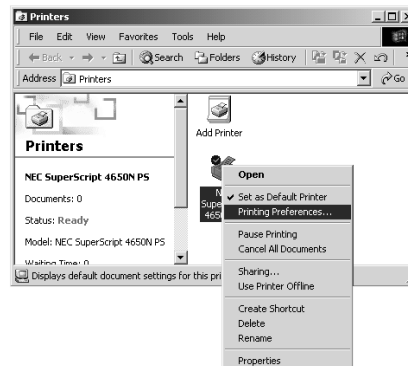 Printers
File Edit View Favorites Tools Help
Back Search Folders History
Address Printers Go
Printers
NEC SuperScript 4650N PS
Documents: 0
Status: Ready
Model: NEC SuperScript 4650N PS
Waiting Time: 0
Displays default document settings for this pri
Add Printer
N
Supe
465
Open
Set as Default Printer
Printing Preferences...
Pause Printing
Cancel All Documents
Sharing...
Use Printer Offline
Create Shortcut
Delete
Rename
Properties